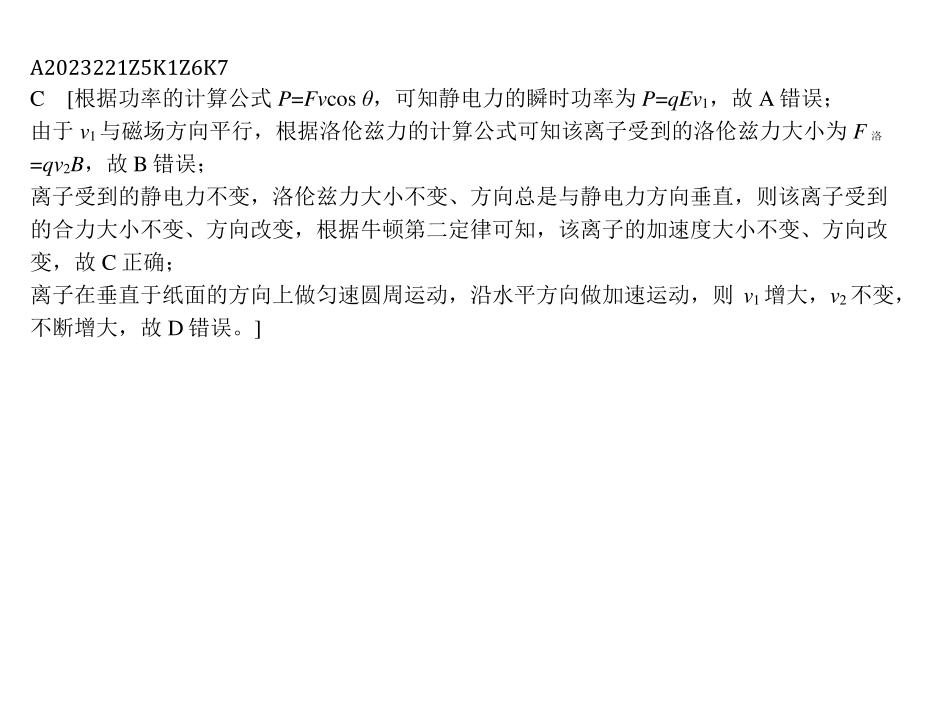 A2023221Z5K1Z6K7
C [根据功率的计算公式 P=Fvcos θ，可知静电力的瞬时功率为 P=qEv₁，故 A 错误；
由于 v₁与磁场方向平行，根据洛伦兹力的计算公式可知该离子受到的洛伦兹力大小为 F 洛
=qv₂B，故 B 错误；
离子受到的静电力不变，洛伦兹力大小不变、方向总是与静电力方向垂直，则该离子受到
的合力大小不变、方向改变，根据牛顿第二定律可知，该离子的加速度大小不变、方向改
变，故 C 正确；
离子在垂直于纸面的方向上做匀速圆周运动，沿水平方向做加速运动，则 v₁ 增大，v₂ 不变，
不断增大，故 D 错误。]